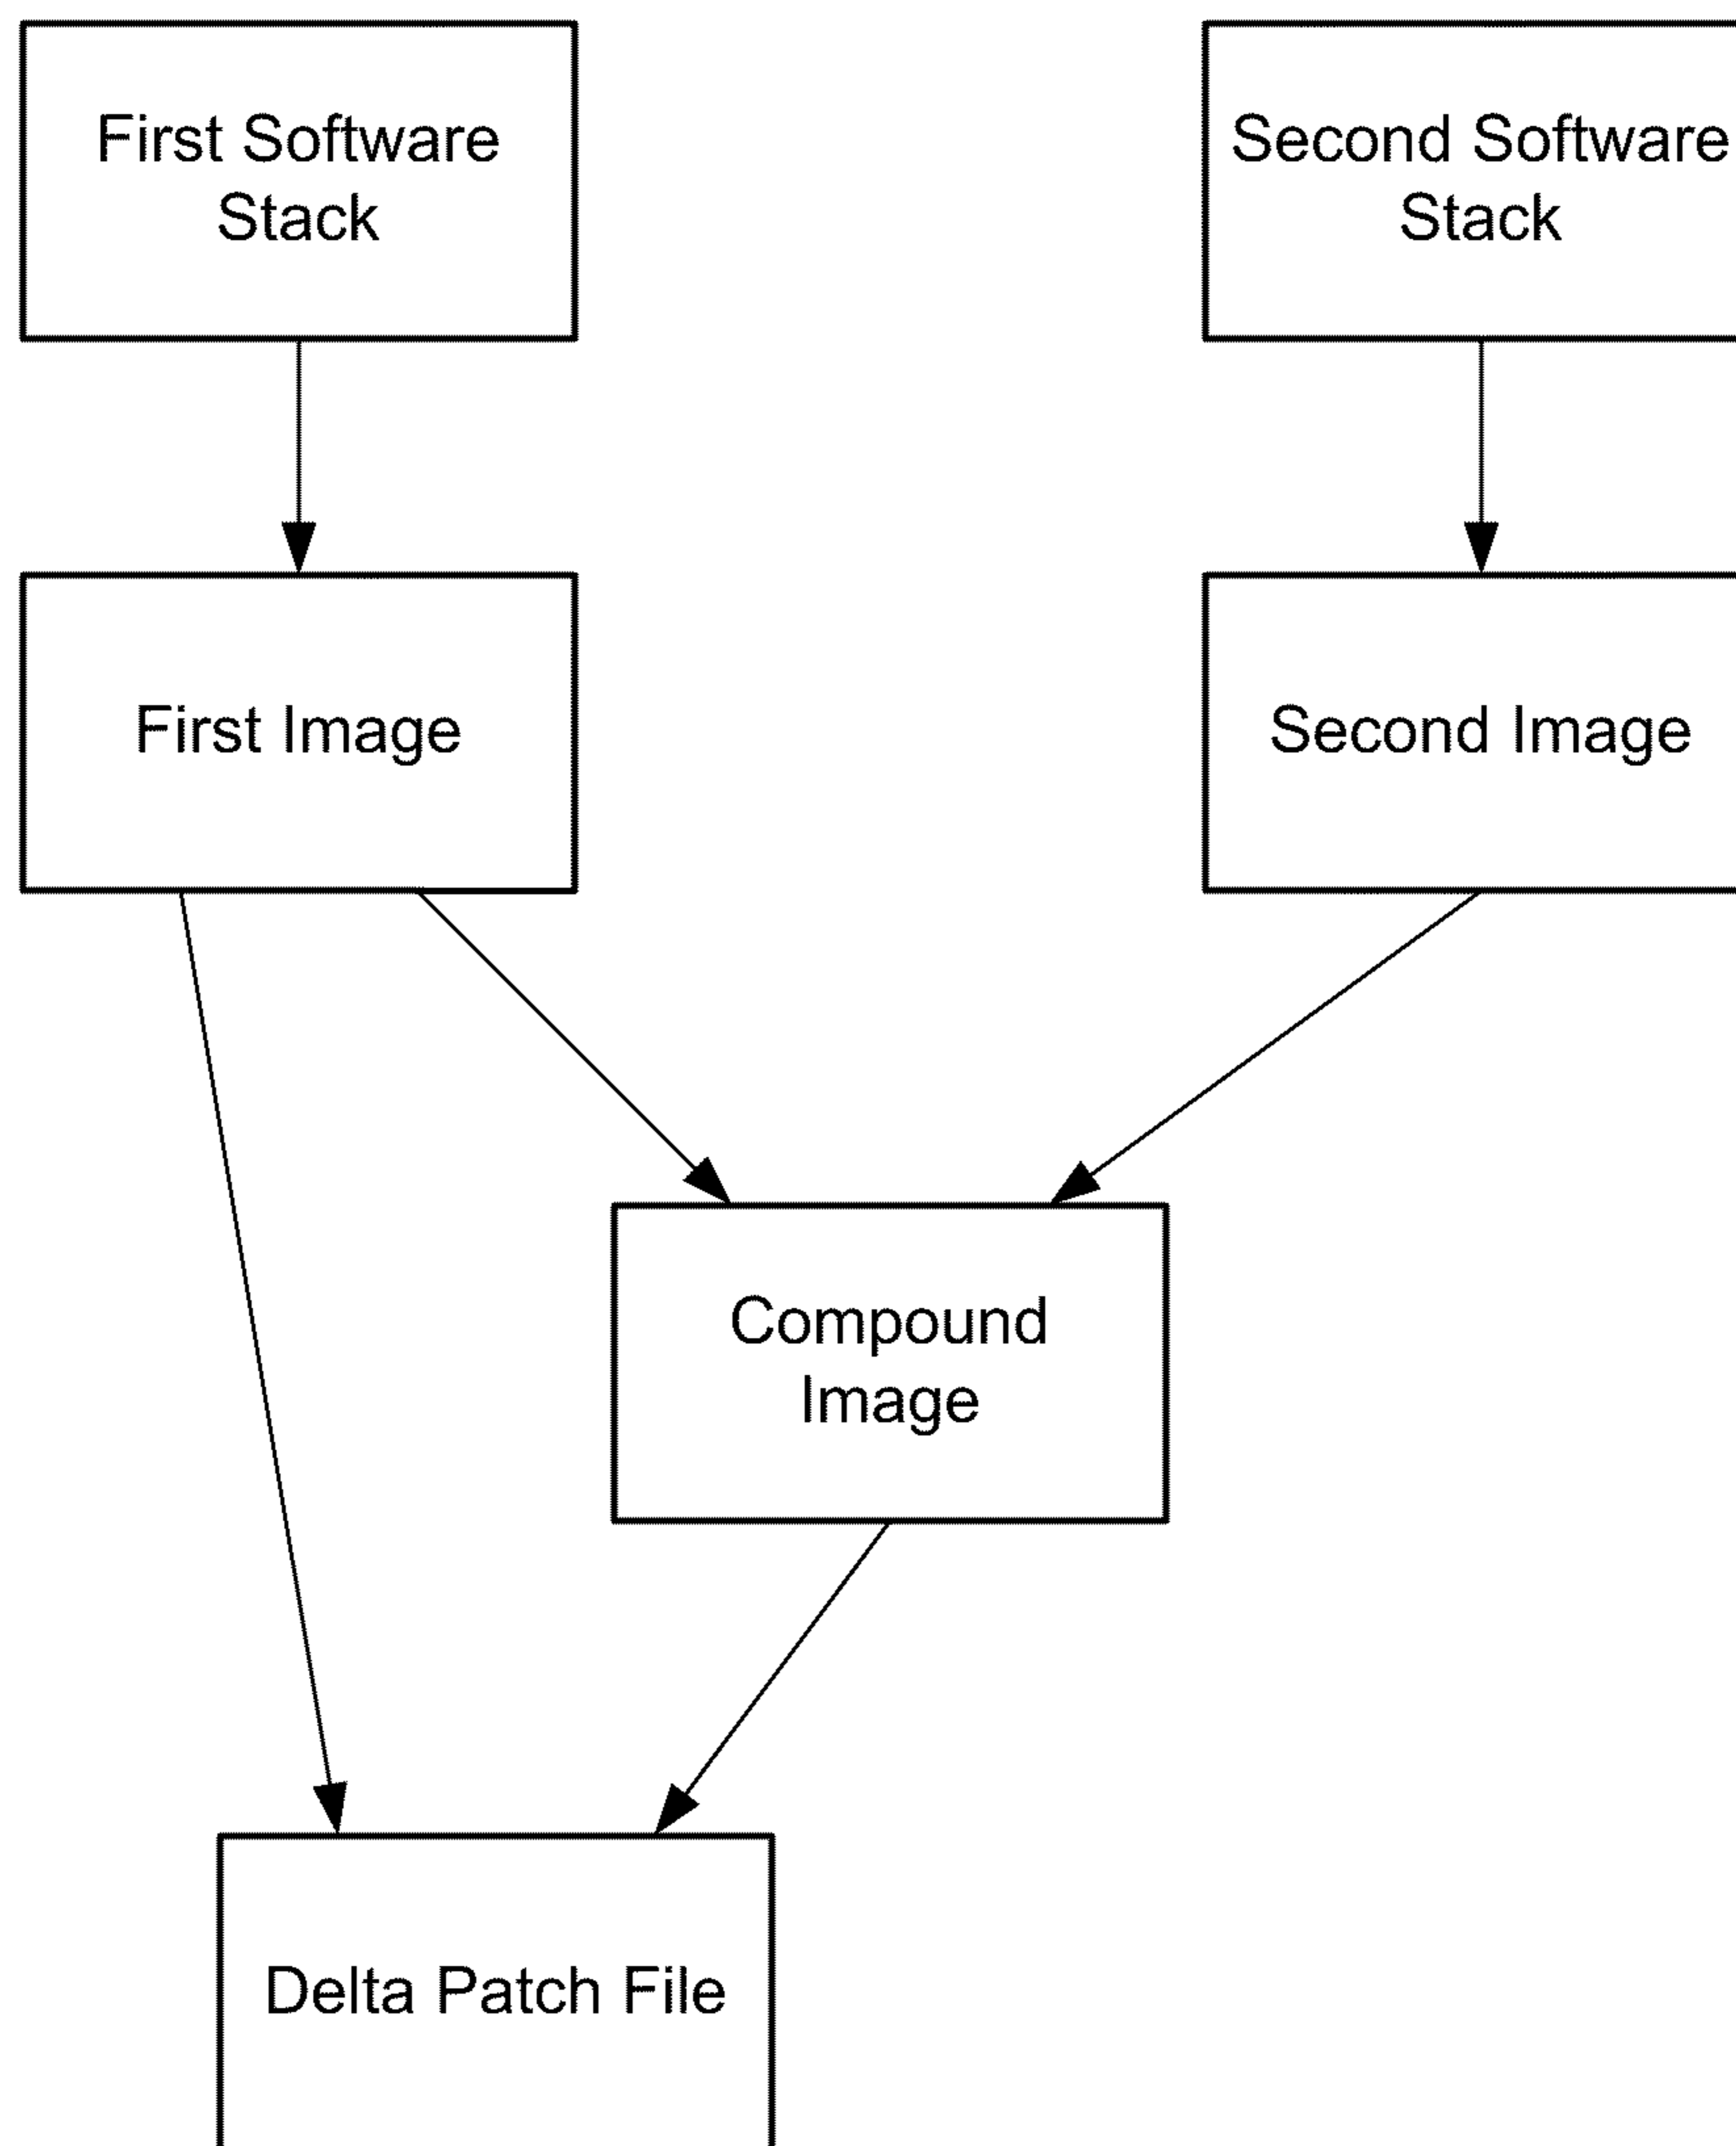 First Software
Stack
Second Software
Stack
First Image
Second Image
Compound
Image
Delta Patch File